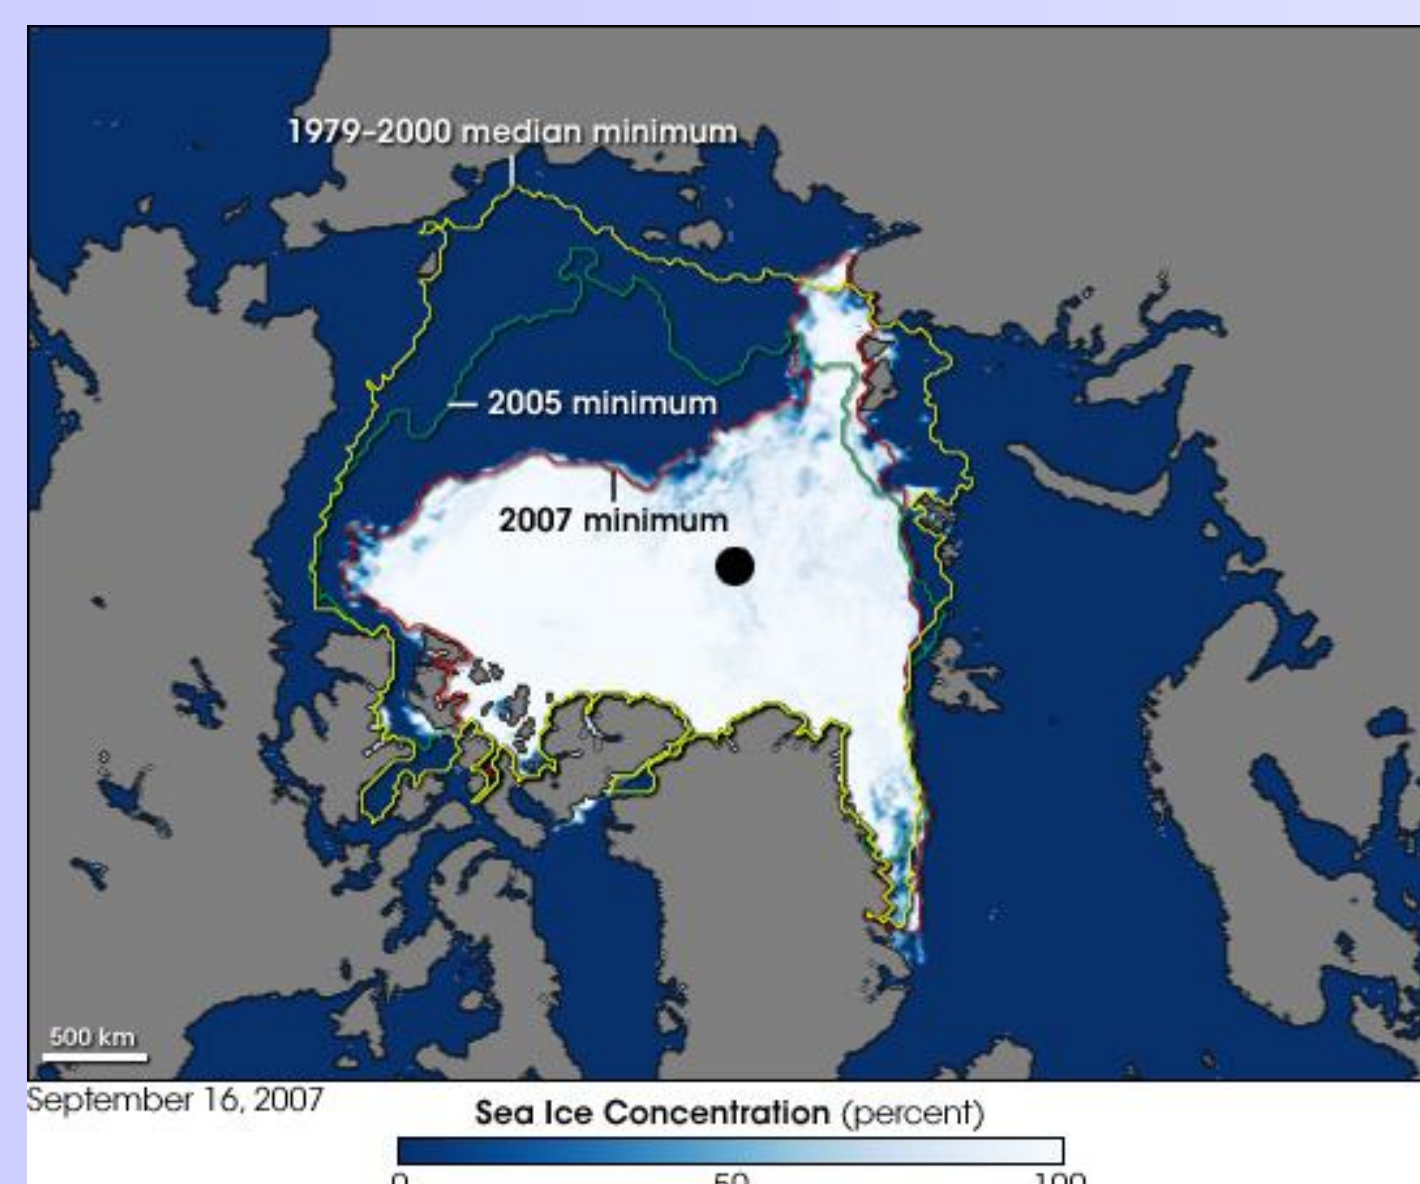 1979-2000 median minimum
2005 minimum
2007 minimum
500 km
September 16, 2007
Sea Ice Concentration (percent)
0 50 100